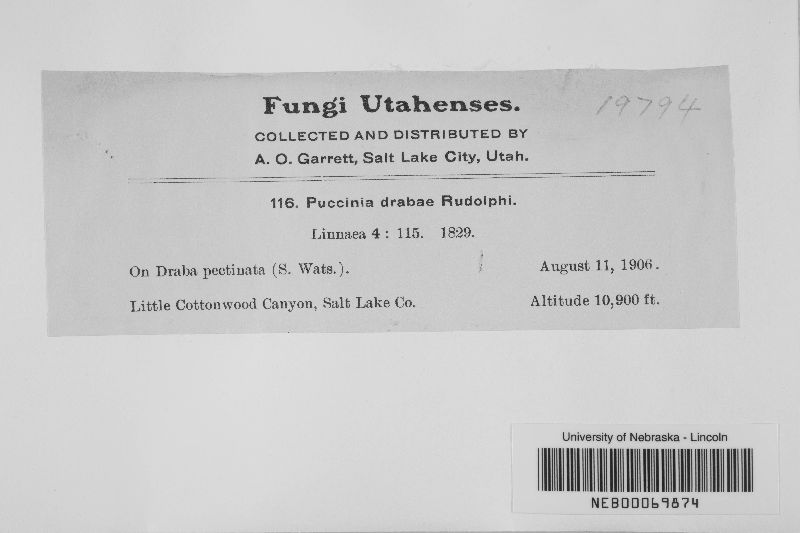 Fungi Utahenses.
19794
COLLECTED AND DISTRIBUTED BY
A. O. Garrett, Salt Lake City, Utah.
116. Puccinia drabae Rudolphi.
Linnaea 4 : 115. 1829.
On Draba pectinata (S. Wats.). August 11, 1906.
Little Cottonwood Canyon, Salt Lake Co. Altitude 10,900 ft.
University of Nebraska - Lincoln
NEB00069874